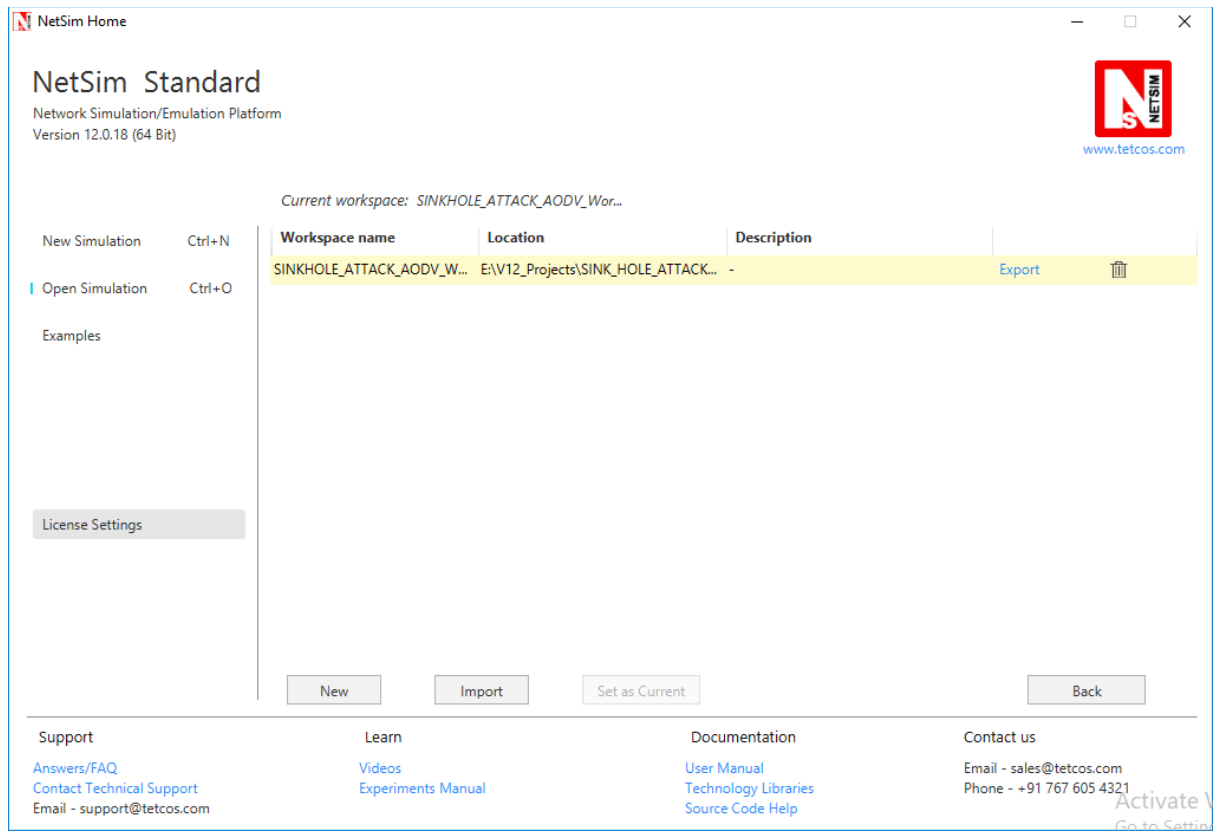 NetSim Home
NetSim Standard
Network Simulation/Emulation Platform
Version 12.0.18 (64 Bit)
NETSIM
NS
www.tetcos.com
Current workspace: SINKHOLE_ATTACK_AODV_Wor...
New Simulation Ctrl+N
Open Simulation Ctrl+O
Examples
License Settings
Workspace name Location Description
SINKHOLE_ATTACK_AODV_W... E:\V12_Projects\SINK_HOLE_ATTACK... - Export
New Import Set as Current Back
Support Learn Documentation Contact us
Answers/FAQ Videos User Manual Email - sales@tetcos.com
Contact Technical Support Experiments Manual Technology Libraries Phone - +91 767 605 4321
Email - support@tetcos.com Source Code Help
Activate
Go to